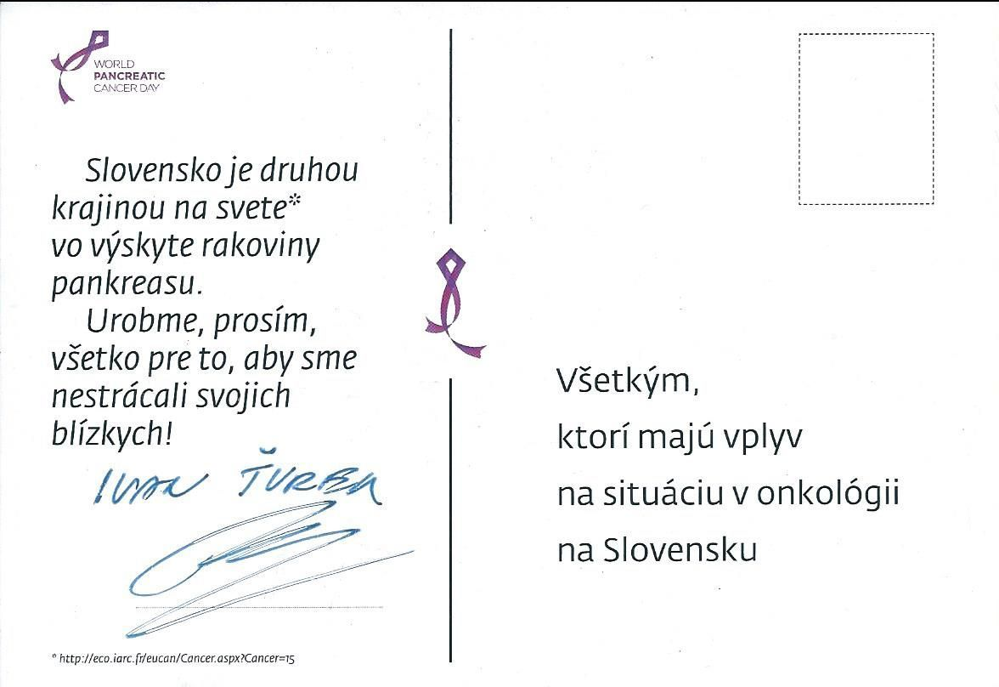 WORLD
PANCREATIC
CANCER DAY
Slovensko je druhou
krajinou na svete*
vo výskyte rakoviny
pankreasu.
Urobme, prosím,
všetko pre to, aby sme
nestrácali svojich
blízkych!
IVAN ŤURBA
* http://eco.iarc.fr/eucan/Cancer.aspx?Cancer=15
Všetkým,
ktorí majú vplyv
na situáciu v onkológii
na Slovensku